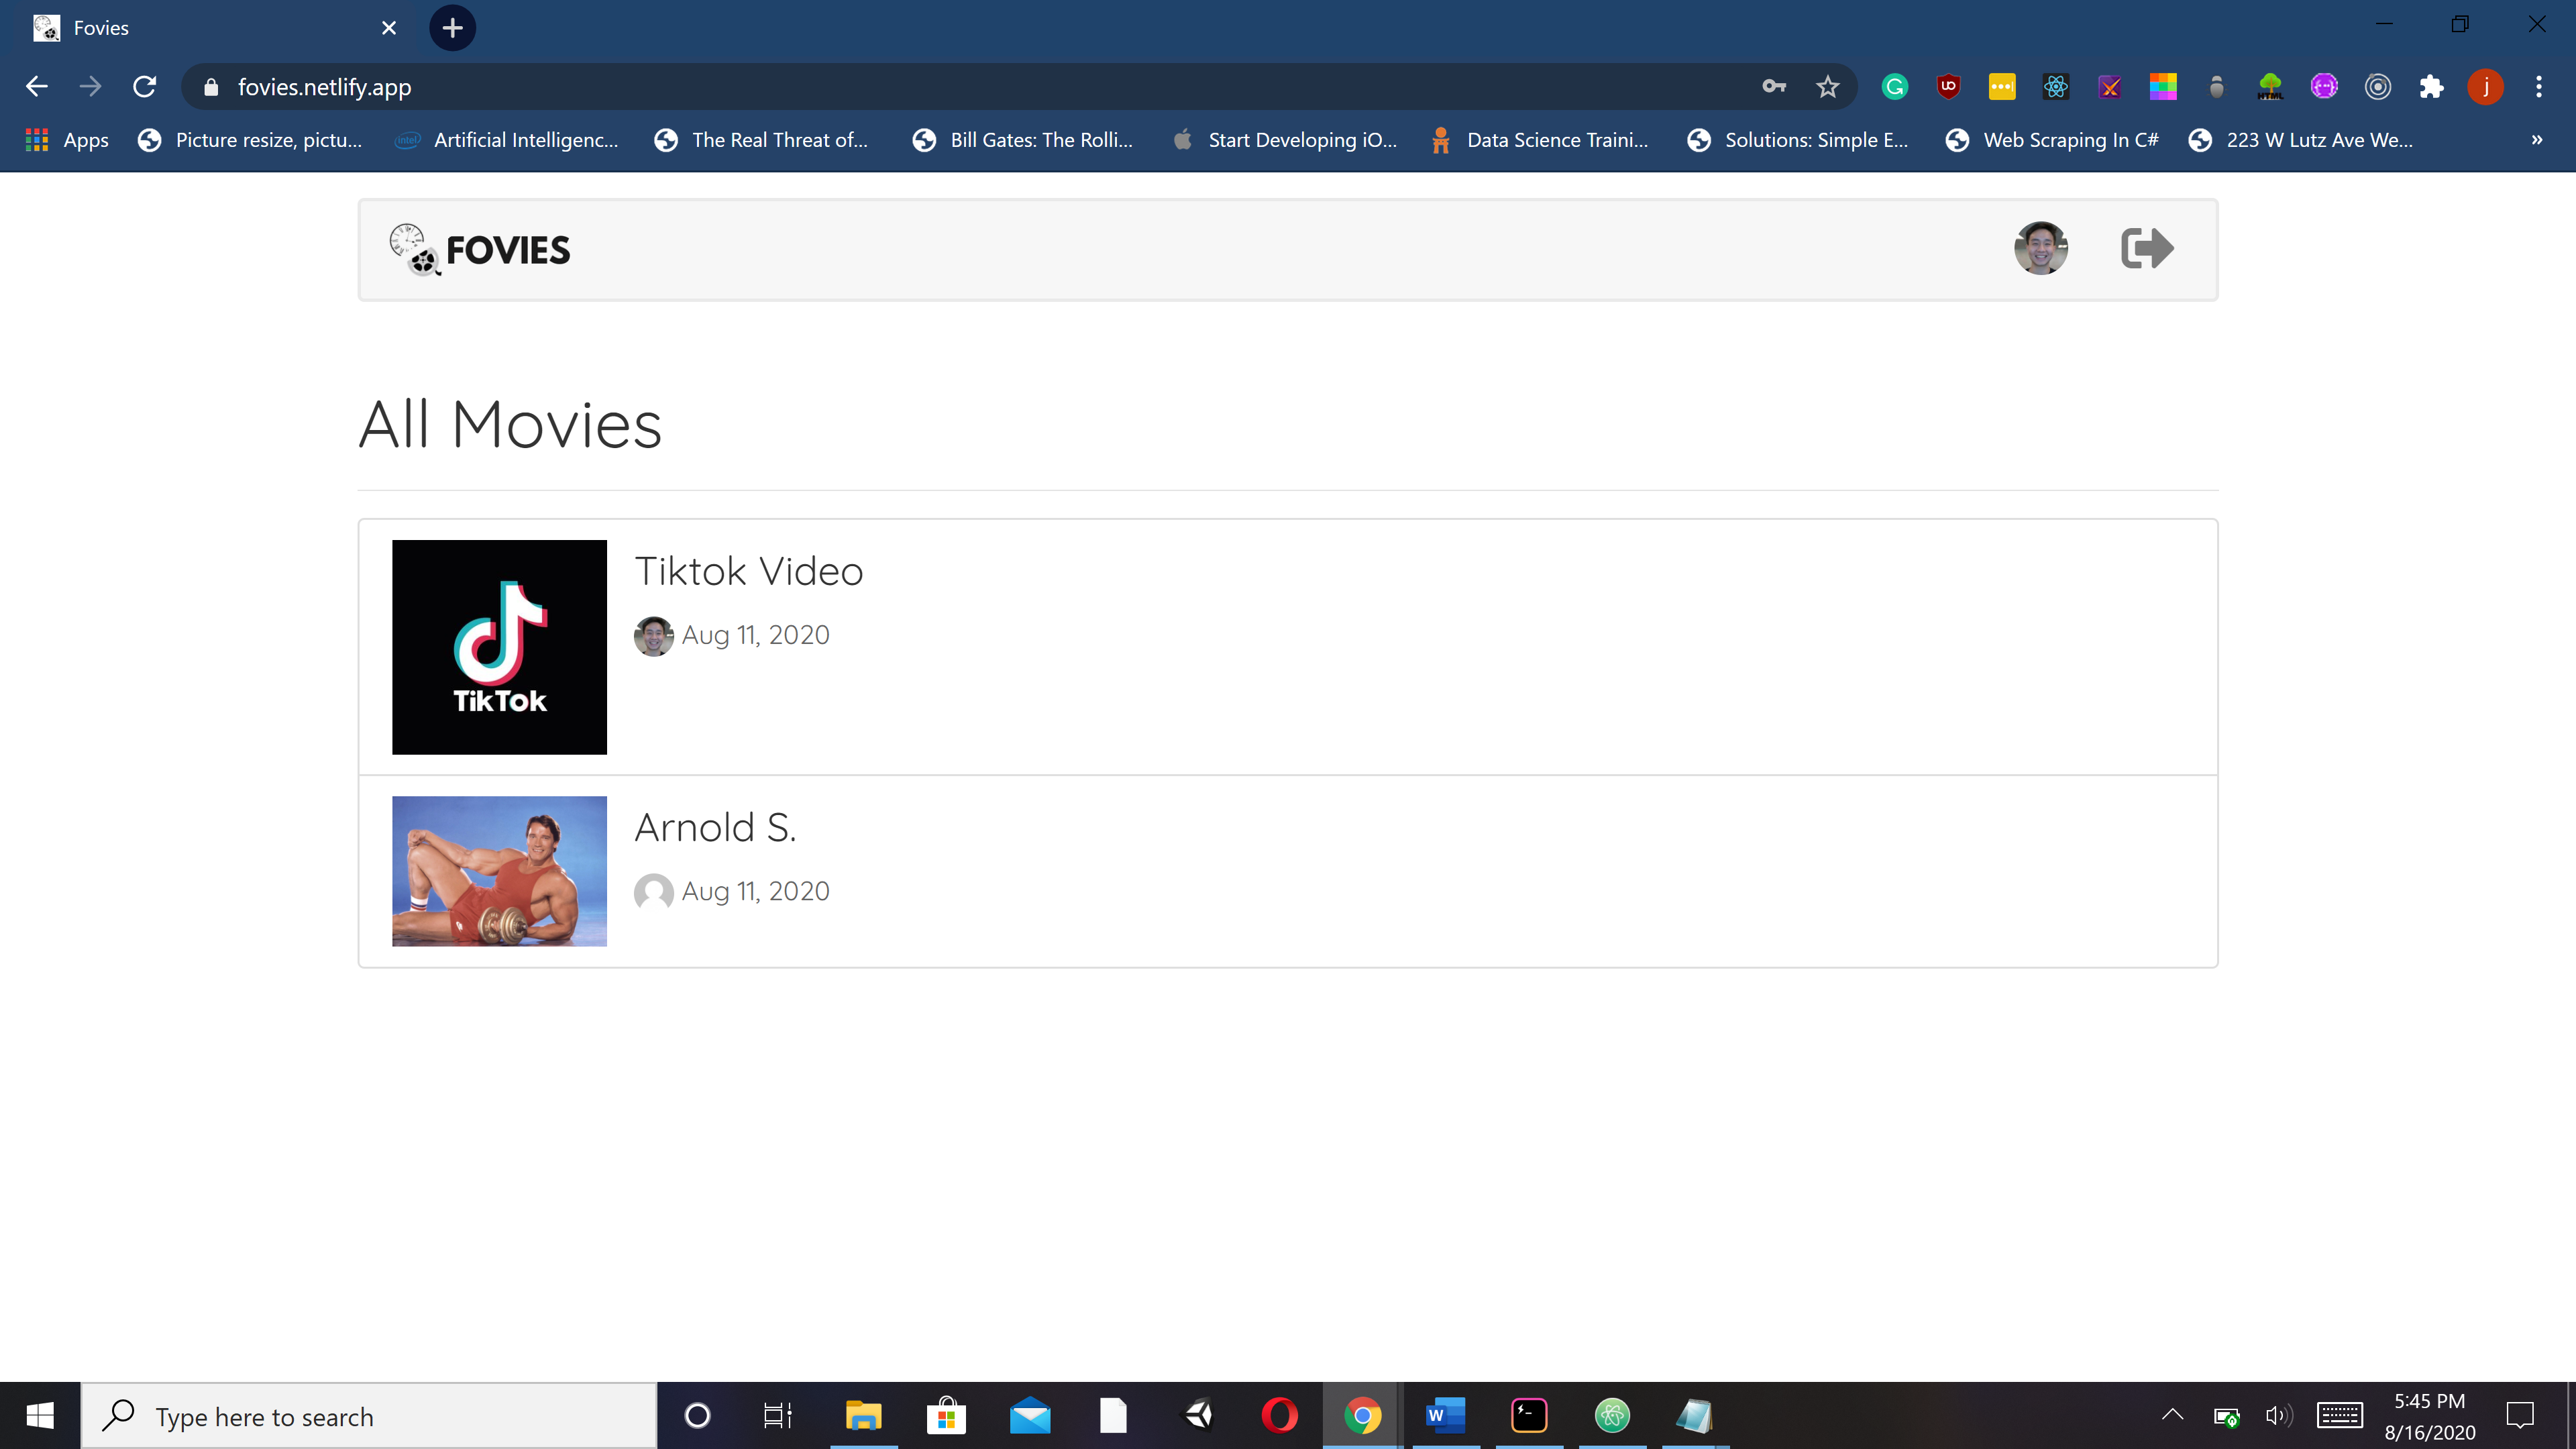 Fovies
fovies.netlify.app
Apps Picture resize, pictu... Artificial Intelligenc... The Real Threat of... Bill Gates: The Rolli... Start Developing iO... Data Science Traini... Solutions: Simple E... Web Scraping In C# 223 W Lutz Ave We... »
FOVIES
All Movies
TikTok
Tiktok Video
Aug 11, 2020
Arnold S.
Aug 11, 2020
Type here to search
5:45 PM
8/16/2020